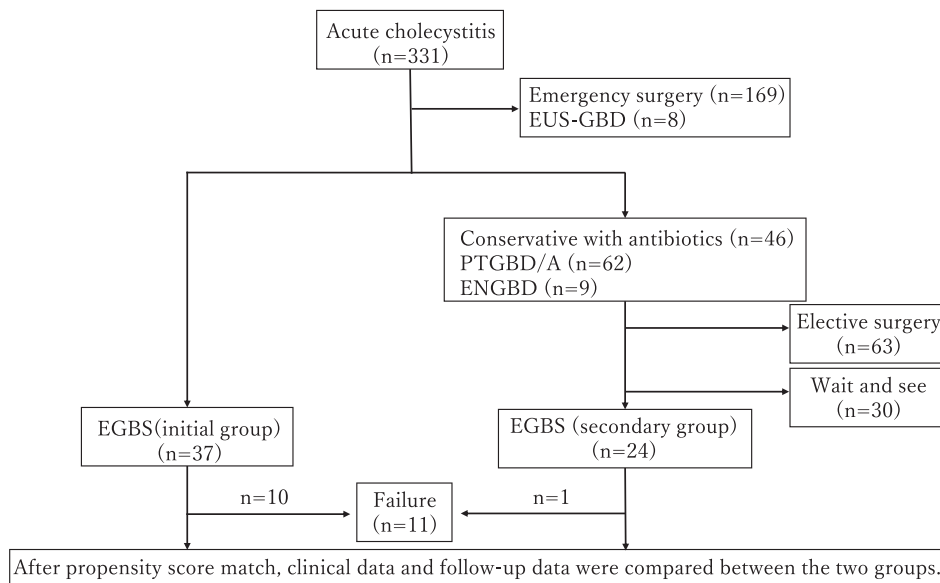 Acute cholecystitis
(n=331)
Emergency surgery (n=169)
EUS-GBD (n=8)
Conservative with antibiotics (n=46)
PTGBD/A (n=62)
ENGBD (n=9)
Elective surgery
(n=63)
Wait and see
(n=30)
EGBS(initial group)
(n=37)
EGBS (secondary group)
(n=24)
n=10
Failure
(n=11)
n=1
After propensity score match, clinical data and follow-up data were compared between the two groups.